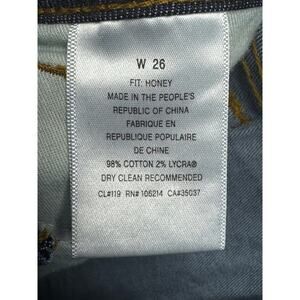 W 26
FIT: HONEY
MADE IN THE PEOPLE'S
REPUBLIC OF CHINA
FABRIQUE EN
REPUBLIQUE POPULAIRE
DE CHINE
98% COTTON 2% LYCRA®
DRY CLEAN RECOMMENDED
CL#119 RN# 106214 CA#35037